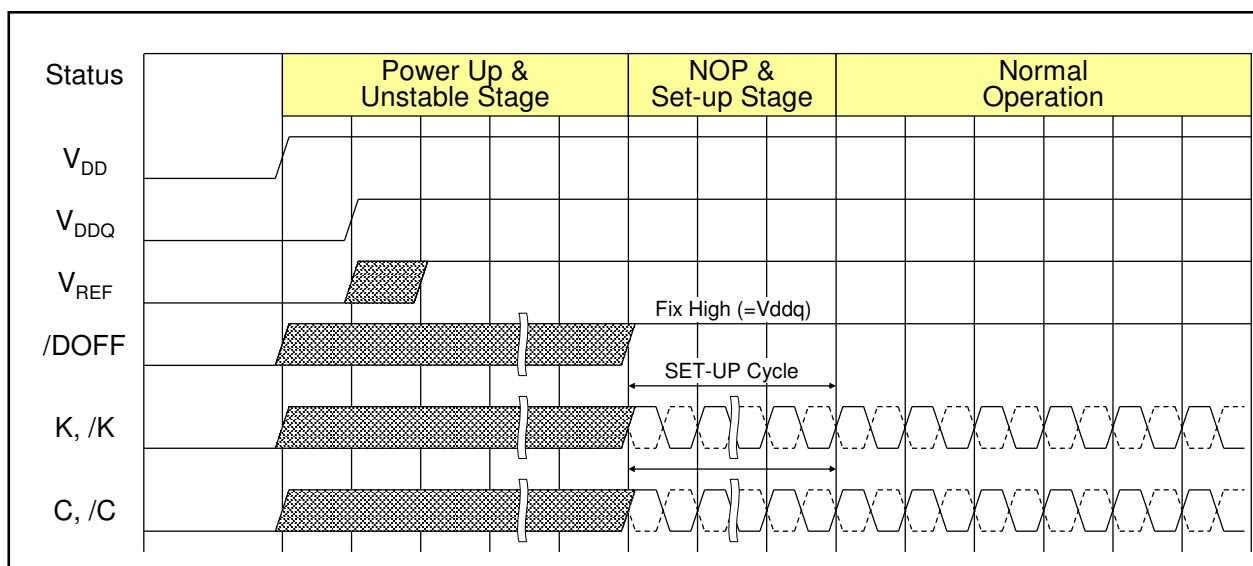 Status
Power Up &
Unstable Stage
NOP &
Set-up Stage
Normal
Operation
VDD
VDDQ
VREF
Fix High (=Vddq)
/DOFF
SET-UP Cycle
K, /K
C, /C